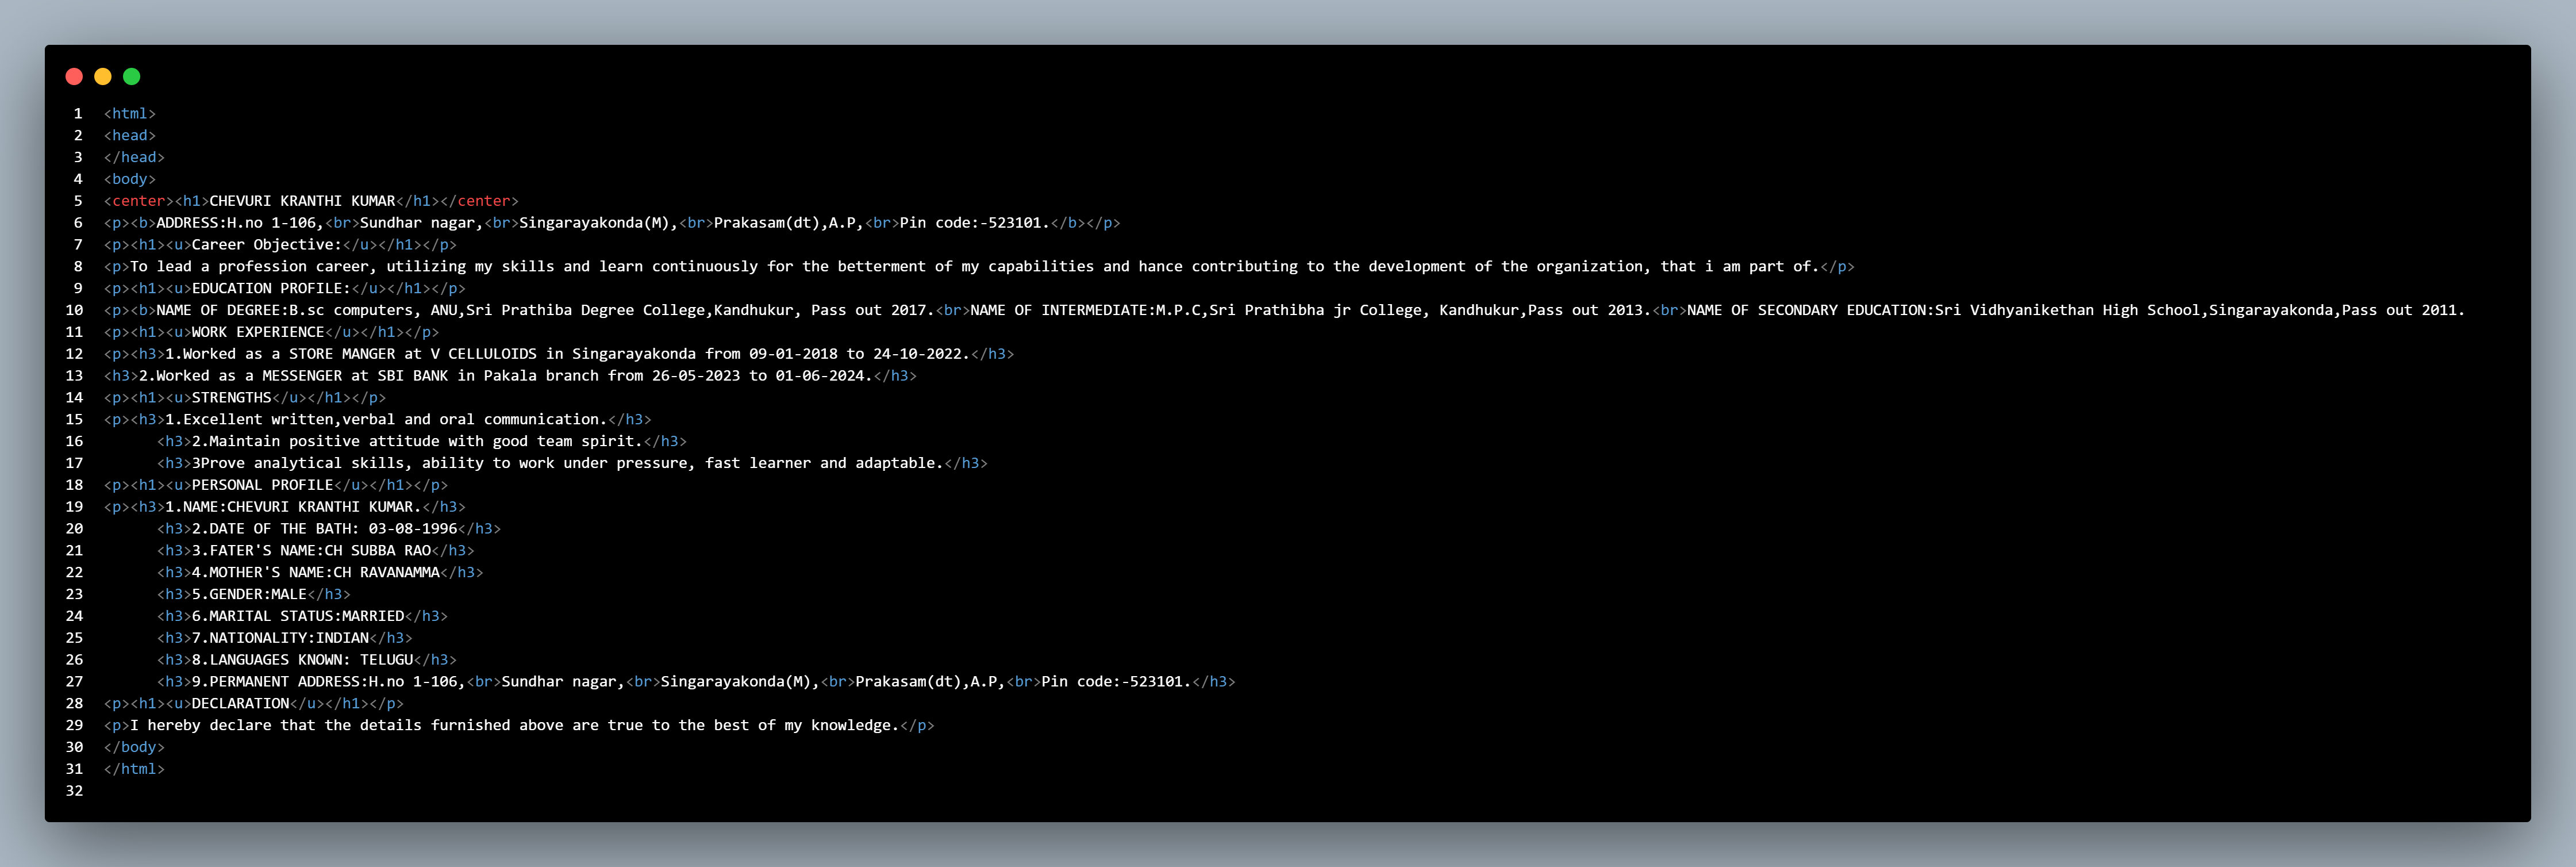 1 <html>
2 <head>
3 </head>
4 <body>
5 <center><h1>CHEVURI KRANTHI KUMAR</h1></center>
6 <p><b>ADDRESS:H.no 1-106,<br>Sundhar nagar,<br>Singarayakonda(M),<br>Prakasam(dt),A.P,<br>Pin code:-523101.</b></p>
7 <p><h1><u>Career Objective:</u></h1></p>
8 <p>To lead a profession career, utilizing my skills and learn continuously for the betterment of my capabilities and hance contributing to the development of the organization, that i am part of.</p>
9 <p><h1><u>EDUCATION PROFILE:</u></h1></p>
10 <p><b>NAME OF DEGREE:B.sc computers, ANU,Sri Prathiba Degree College,Kandhukur, Pass out 2017.<br>NAME OF INTERMEDIATE:M.P.C,Sri Prathibha jr College, Kandhukur,Pass out 2013.<br>NAME OF SECONDARY EDUCATION:Sri Vidhyanikethan High School,Singarayakonda,Pass out 2011.
11 <p><h1><u>WORK EXPERIENCE</u></h1></p>
12 <p><h3>1.Worked as a STORE MANGER at V CELLULOIDS in Singarayakonda from 09-01-2018 to 24-10-2022.</h3>
13 <h3>2.Worked as a MESSENGER at SBI BANK in Pakala branch from 26-05-2023 to 01-06-2024.</h3>
14 <p><h1><u>STRENGTHS</u></h1></p>
15 <p><h3>1.Excellent written,verbal and oral communication.</h3>
16 <h3>2.Maintain positive attitude with good team spirit.</h3>
17 <h3>3Prove analytical skills, ability to work under pressure, fast learner and adaptable.</h3>
18 <p><h1><u>PERSONAL PROFILE</u></h1></p>
19 <p><h3>1.NAME:CHEVURI KRANTHI KUMAR.</h3>
20 <h3>2.DATE OF THE BATH: 03-08-1996</h3>
21 <h3>3.FATER'S NAME:CH SUBBA RAO</h3>
22 <h3>4.MOTHER'S NAME:CH RAVANAMMA</h3>
23 <h3>5.GENDER:MALE</h3>
24 <h3>6.MARITAL STATUS:MARRIED</h3>
25 <h3>7.NATIONALITY:INDIAN</h3>
26 <h3>8.LANGUAGES KNOWN: TELUGU</h3>
27 <h3>9.PERMANENT ADDRESS:H.no 1-106,<br>Sundhar nagar,<br>Singarayakonda(M),<br>Prakasam(dt),A.P,<br>Pin code:-523101.</h3>
28 <p><h1><u>DECLARATION</u></h1></p>
29 <p>I hereby declare that the details furnished above are true to the best of my knowledge.</p>
30 </body>
31 </html>
32